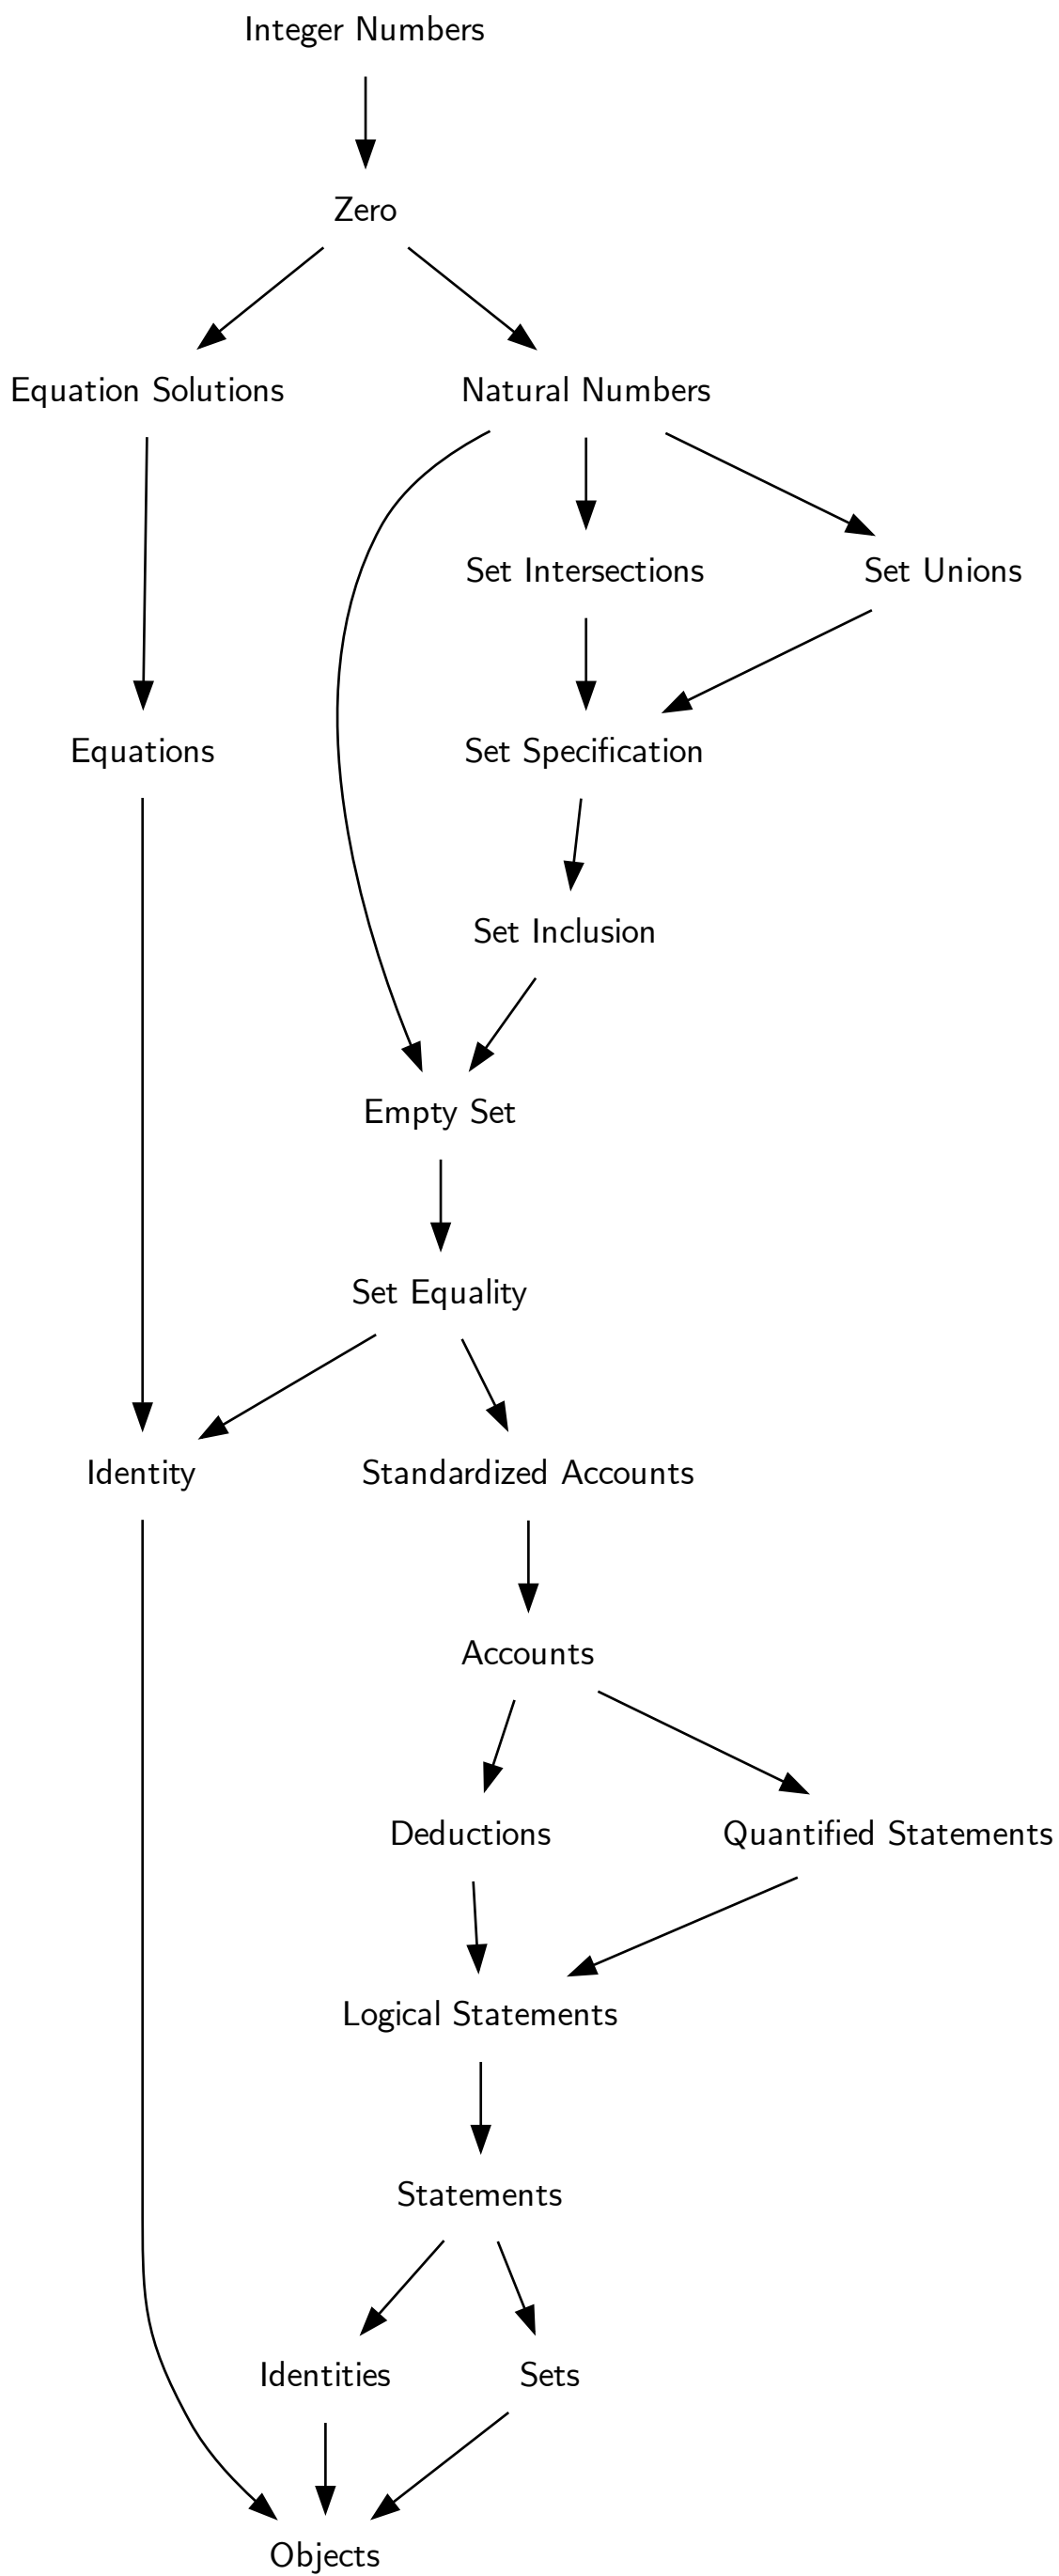 Integer Numbers
Zero
Equation Solutions
Natural Numbers
Set Intersections
Set Unions
Equations
Set Specification
Set Inclusion
Empty Set
Set Equality
Identity
Standardized Accounts
Accounts
Deductions
Quantified Statements
Logical Statements
Statements
Identities
Sets
Objects